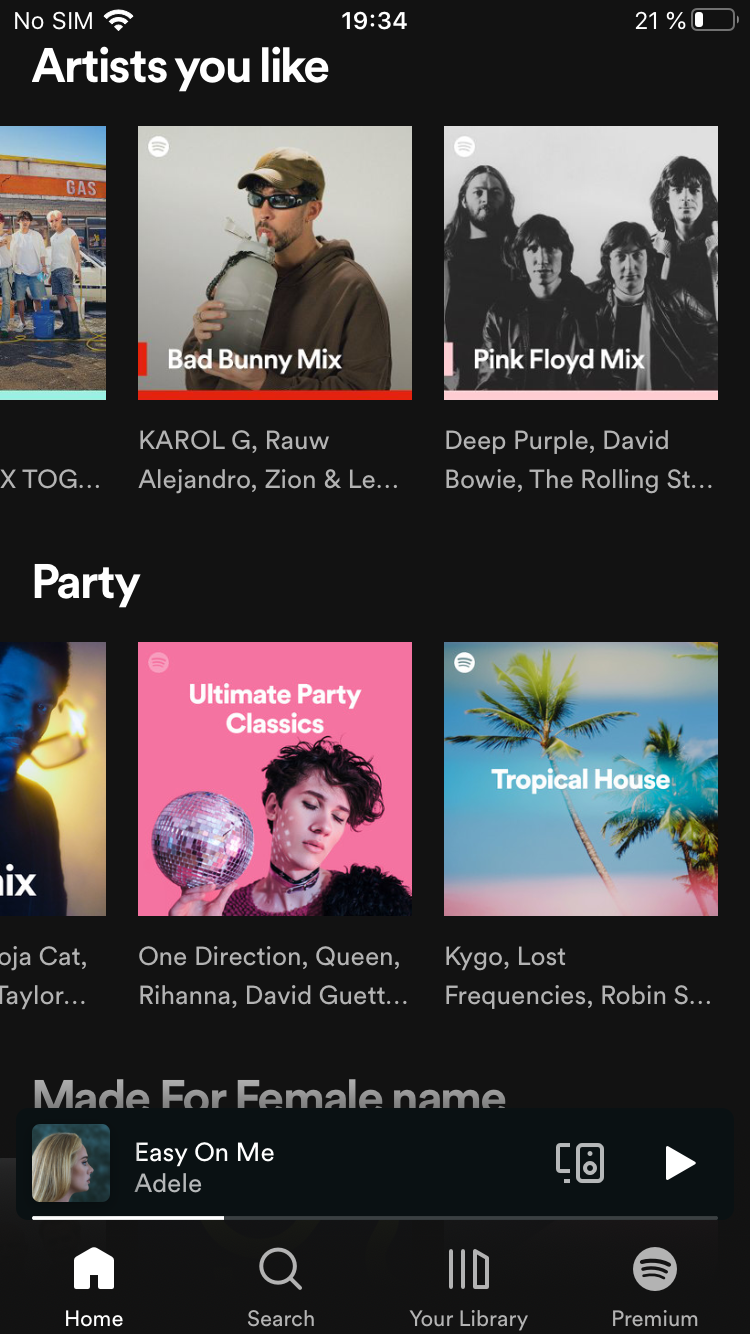 No SIM 19:34 21 %
Artists you like
GAS
Bad Bunny Mix
Pink Floyd Mix
X TOG...
KAROL G, Rauw
Alejandro, Zion & Le...
Deep Purple, David
Bowie, The Rolling St...
Party
Ultimate Party
Classics
Tropical House
ix
oja Cat,
Taylor...
One Direction, Queen,
Rihanna, David Guett...
Kygo, Lost
Frequencies, Robin S...
Made For Female name
Easy On Me
Adele
Home Search Your Library Premium